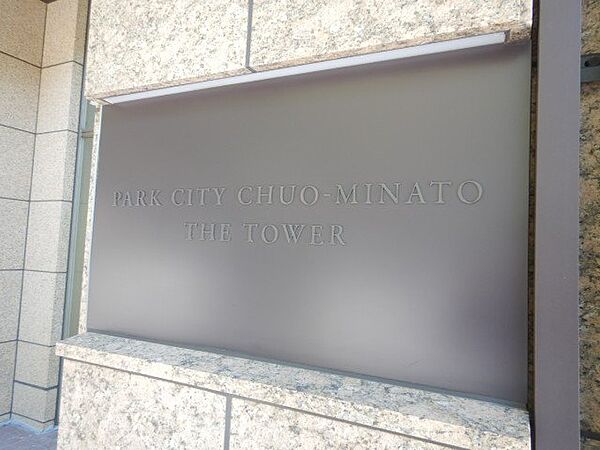 PARK CITY CHUO-MINATO
THE TOWER